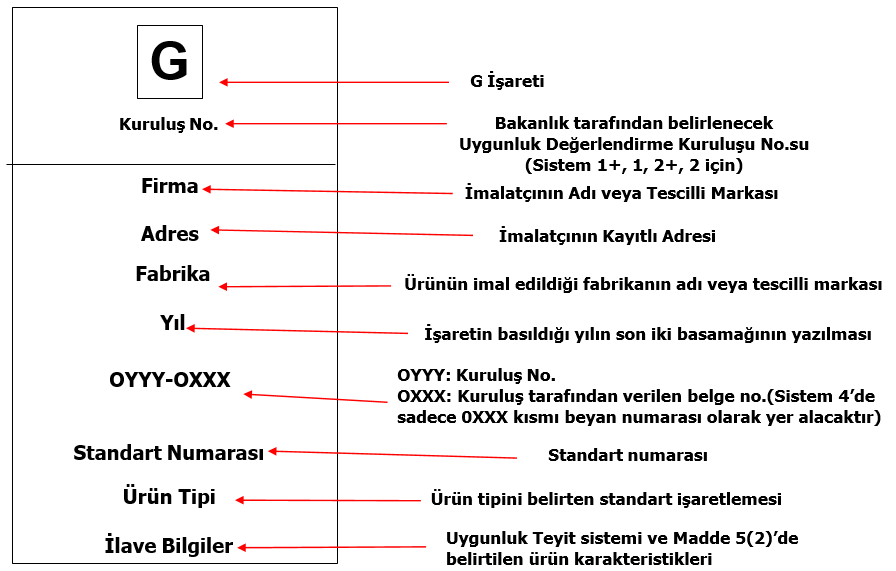 G
G İşareti
Kuruluş No.
Bakanlık tarafından belirlenecek
Uygunluk Değerlendirme Kuruluşu No.su
(Sistem 1+, 1, 2+, 2 için)
Firma
İmalatçının Adı veya Tescilli Markası
Adres
İmalatçının Kayıtlı Adresi
Fabrika
Ürünün imal edildiği fabrikanın adı veya tescilli markası
Yıl
İşaretin basıldığı yılın son iki basamağının yazılması
OYYY-OXXX
OYYY: Kuruluş No.
OXXX: Kuruluş tarafından verilen belge no.(Sistem 4’de
sadece 0XXX kısmı beyan numarası olarak yer alacaktır)
Standart Numarası
Standart numarası
Ürün Tipi
Ürün tipini belirten standart işaretlemesi
İlave Bilgiler
Uygunluk Teyit sistemi ve Madde 5(2)’de
belirtilen ürün karakteristikleri